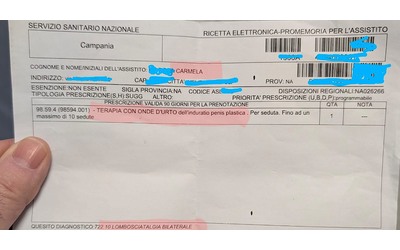 SERVIZIO SANITARIO NAZIONALE
RICETTA ELETTRONICA-PROMEMORIA PER L'ASSISTITO
Campania
COGNOME E NOME/INIZIALI DELL'ASSISTITO: CARMELA
INDIRIZZO: CAP CITTA' PROV: NA
ESENZIONE: NON ESENTE SIGLA PROVINCIA: NA CODICE ASL: DISPOSIZIONI REGIONALI: NA026266
TIPOLOGIA PRESCRIZIONE(S,H): SUGG ALTRO: PRIORITA' PRESCRIZIONE (U,B,D,P): programmabile
PRESCRIZIONE VALIDA 90 GIORNI PER LA PRENOTAZIONE
QTA NOTA
98.59.4 (98594.001) - TERAPIA CON ONDE D'URTO dell'induratio penis plastica . Per seduta. Fino ad un 1 ---
massimo di 10 sedute
QUESITO DIAGNOSTICO: 722.10 LOMBOSCIATALGIA BILATERALE